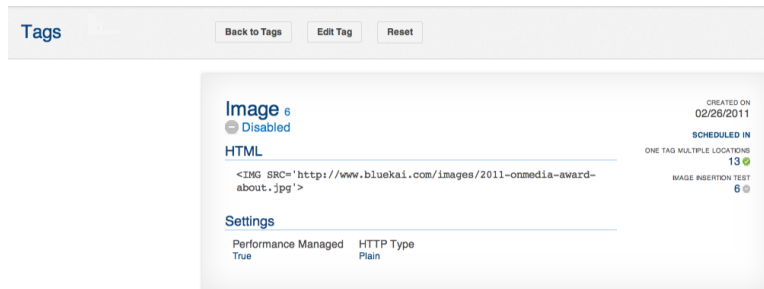 Tags
Back to Tags
Edit Tag
Reset
Image 6
Disabled
HTML
<IMG SRC='http://www.bluekai.com/images/2011-onmedia-award-
about.jpg'>
Settings
Performance Managed HTTP Type
True Plain
CREATED ON
02/26/2011
SCHEDULED IN
ONE TAG MULTIPLE LOCATIONS
13
IMAGE INSERTION TEST
6